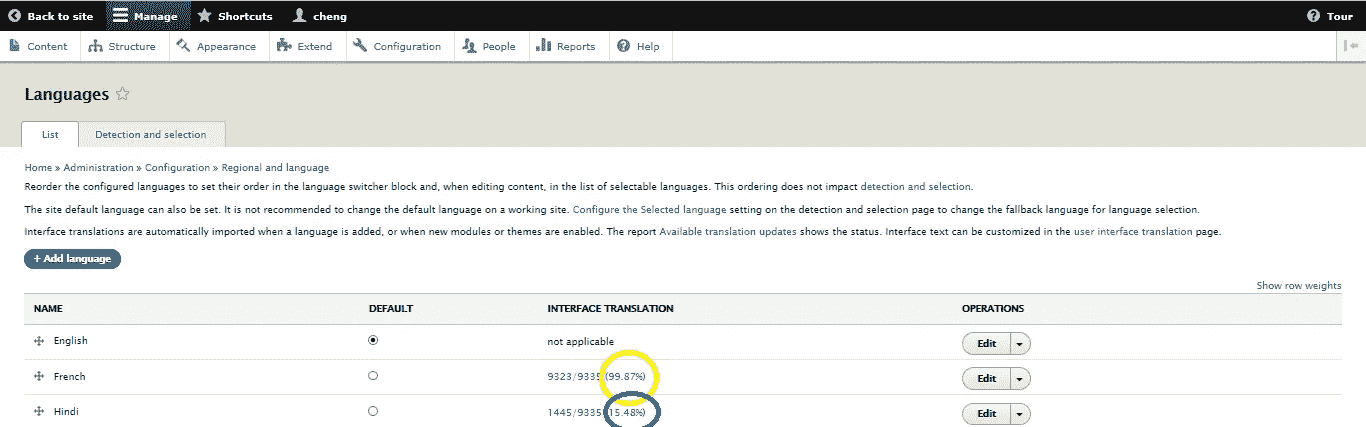 Back to site Manage Shortcuts cheng Tour
Content Structure Appearance Extend Configuration People Reports Help
Languages
List Detection and selection
Home » Administration » Configuration » Regional and language
Reorder the configured languages to set their order in the language switcher block and, when editing content, in the list of selectable languages. This ordering does not impact detection and selection.
The site default language can also be set. It is not recommended to change the default language on a working site. Configure the Selected language setting on the detection and selection page to change the fallback language for language selection.
Interface translations are automatically imported when a language is added, or when new modules or themes are enabled. The report Available translation updates shows the status. Interface text can be customized in the user interface translation page.
+ Add language
Show row weights
NAME DEFAULT INTERFACE TRANSLATION OPERATIONS
English not applicable Edit
French 9323/9335 (99.87%) Edit
Hindi 1445/9335 (15.48%) Edit